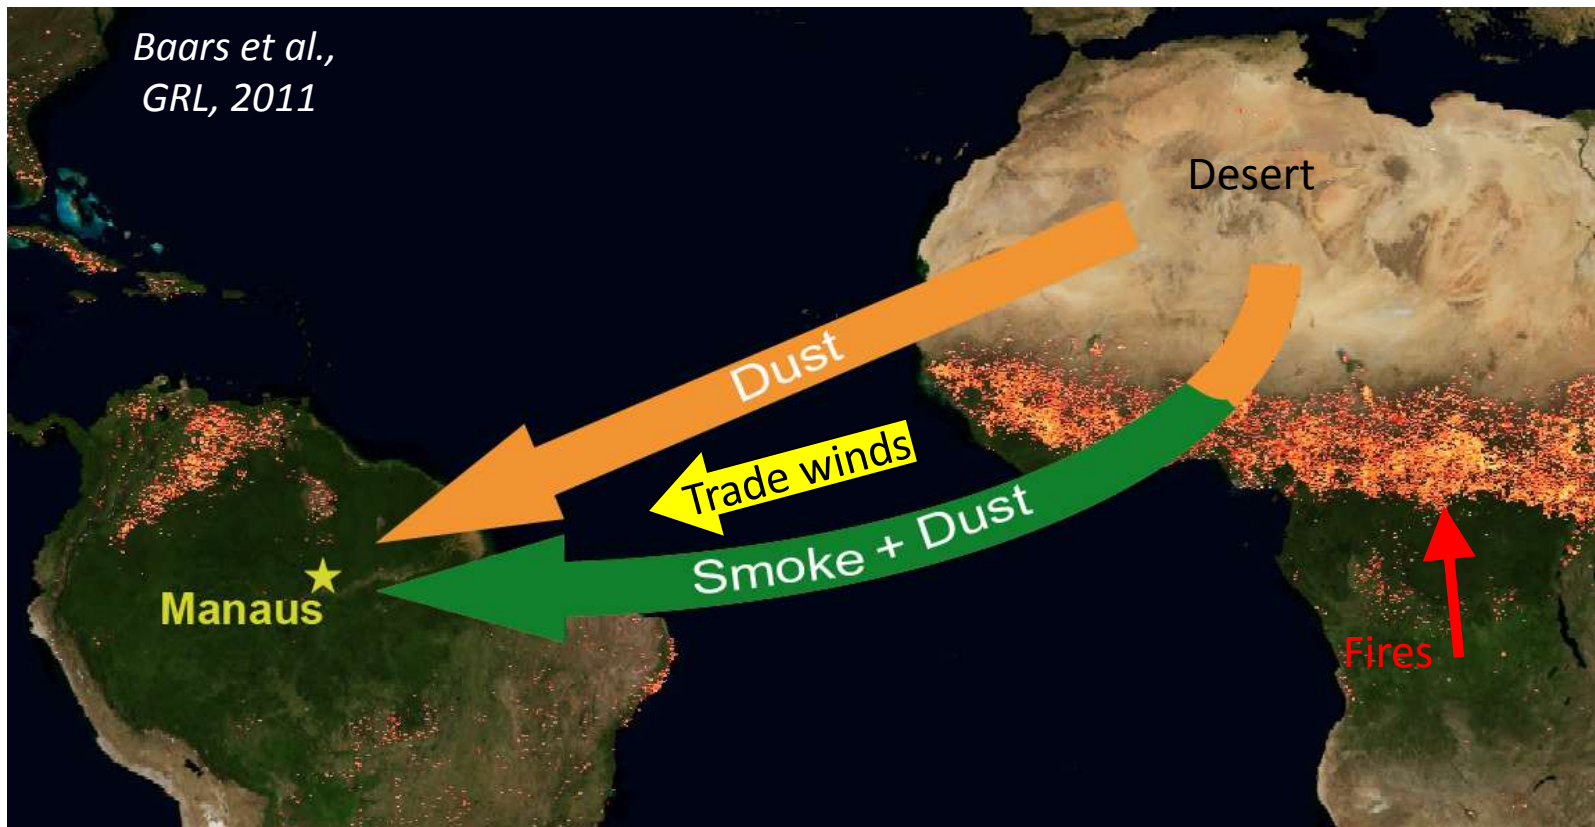 Baars et al.,
GRL, 2011
Desert
Dust
Trade winds
Smoke + Dust
Manaus
Fires